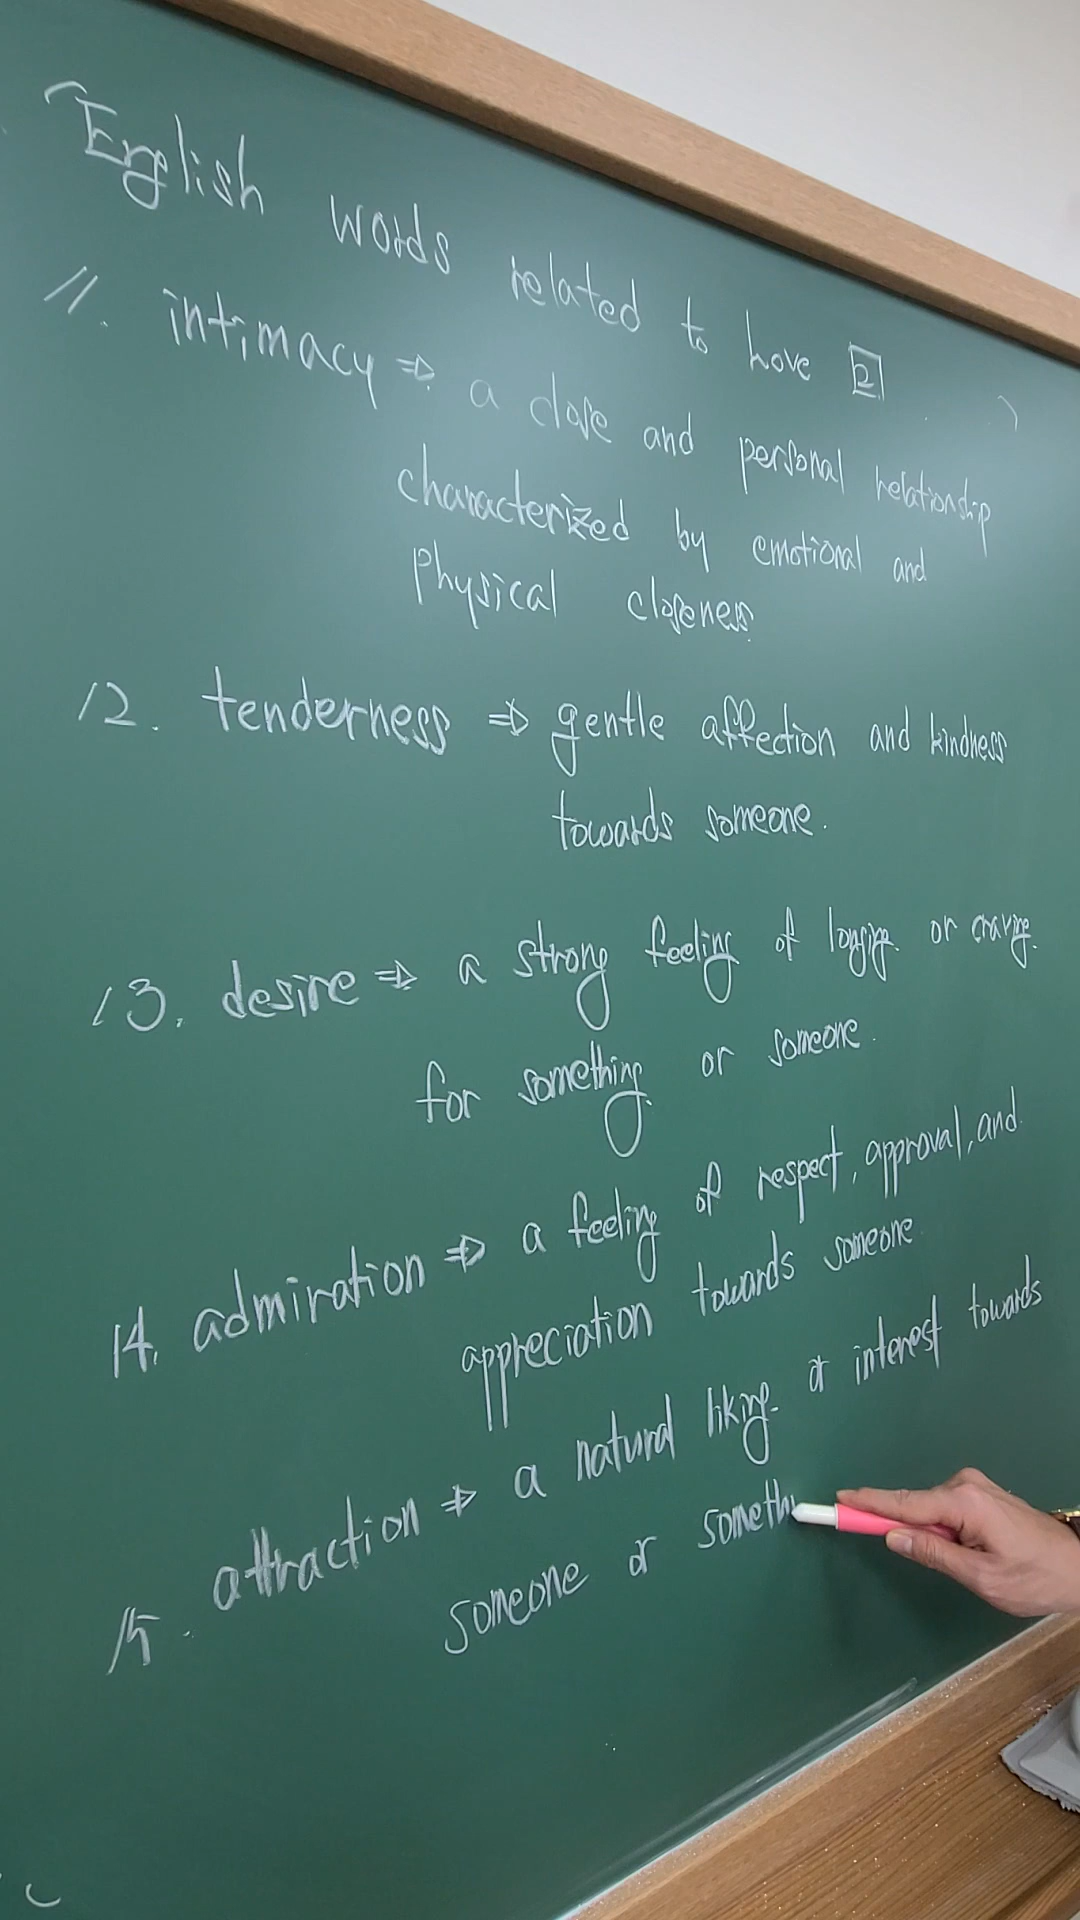 English words related to Love 2
11. intimacy ⇒ a close and personal relationship
characterized by emotional and
physical closeness.
12. tenderness ⇒ gentle affection and kindness
towards someone.
13. desire ⇒ a strong feeling of longing or craving
for something or someone.
14. admiration ⇒ a feeling of respect, approval, and
appreciation towards someone
15. attraction ⇒ a natural liking or interest towards
someone or somethi